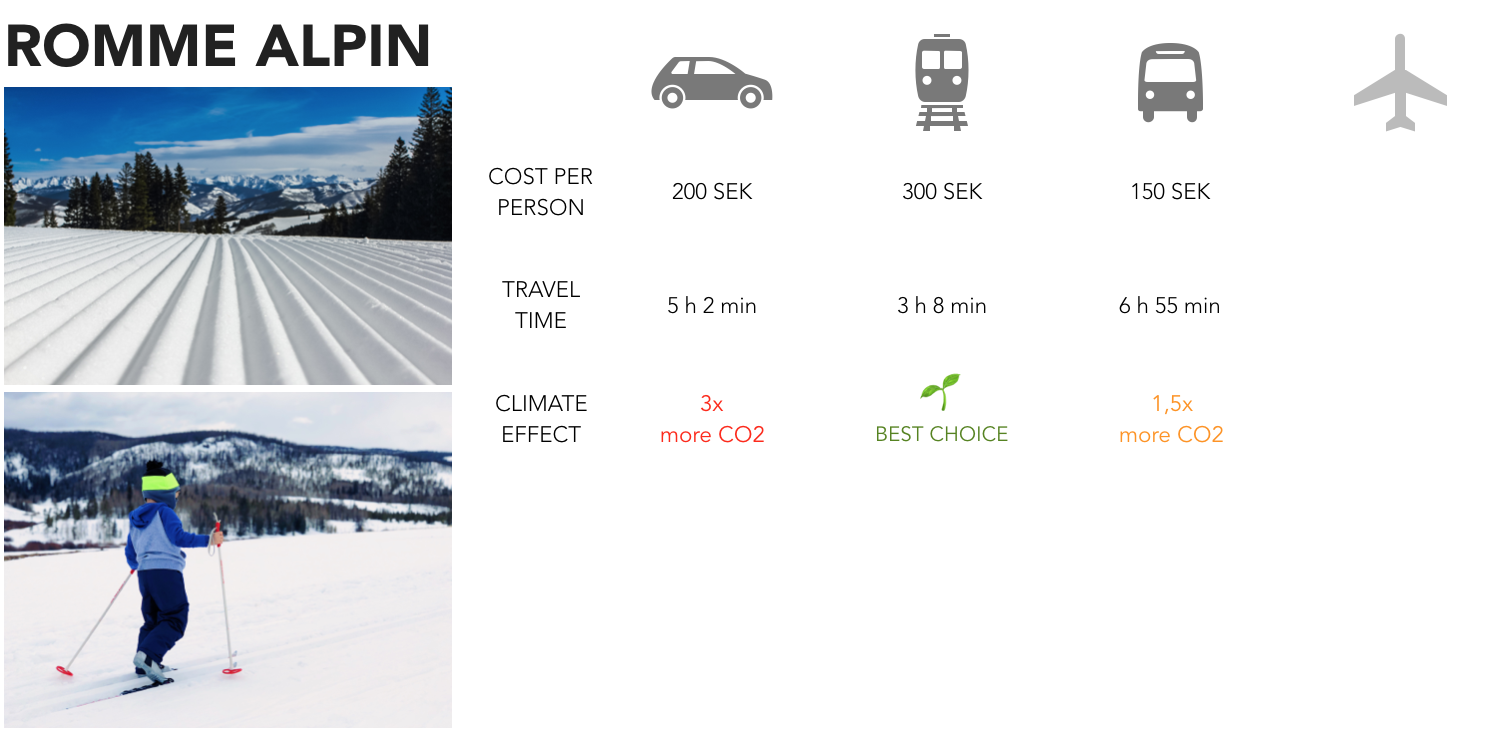 ROMME ALPIN
COST PER
PERSON
200 SEK
300 SEK
150 SEK
TRAVEL
TIME
5 h 2 min
3 h 8 min
6 h 55 min
CLIMATE
EFFECT
3x
more CO2
BEST CHOICE
1,5x
more CO2